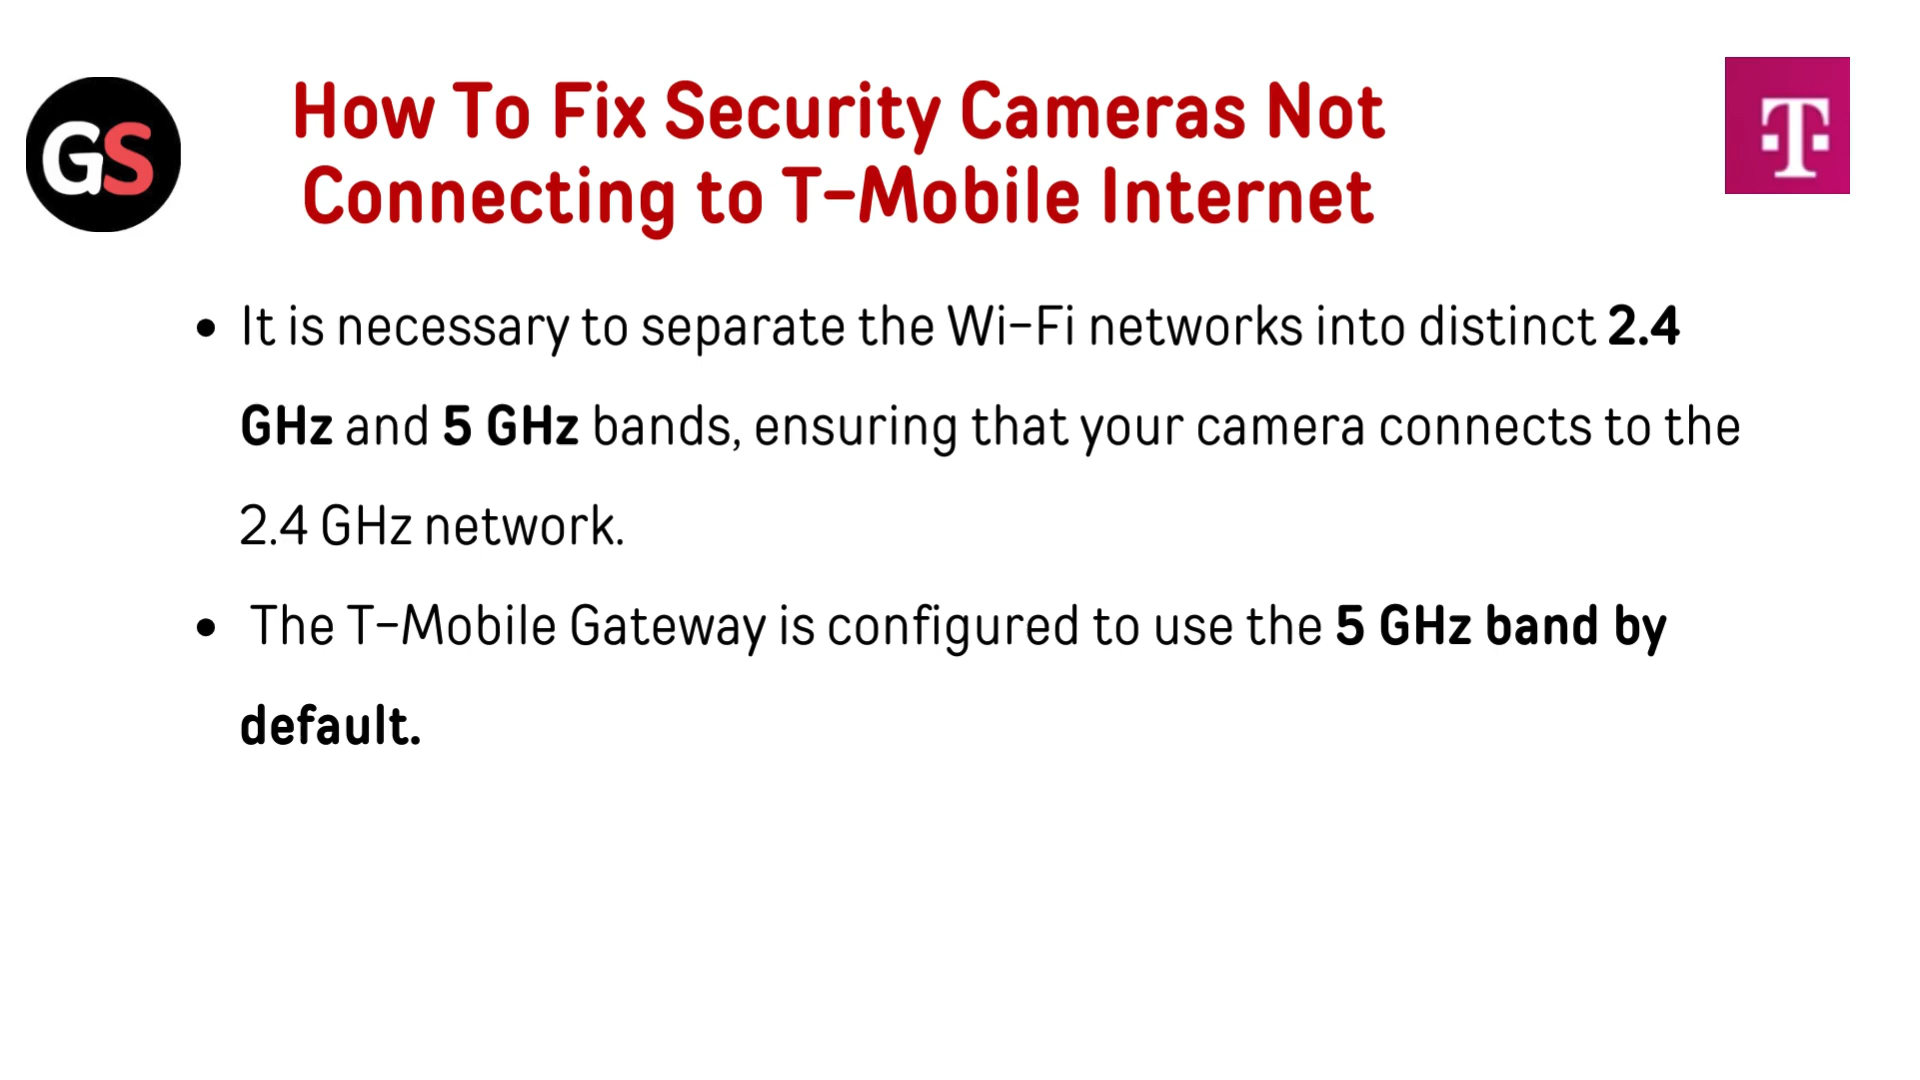 GS
How To Fix Security Cameras Not
Connecting to T-Mobile Internet
T
• It is necessary to separate the Wi-Fi networks into distinct 2.4
GHz and 5 GHz bands, ensuring that your camera connects to the
2.4 GHz network.
• The T-Mobile Gateway is configured to use the 5 GHz band by
default.